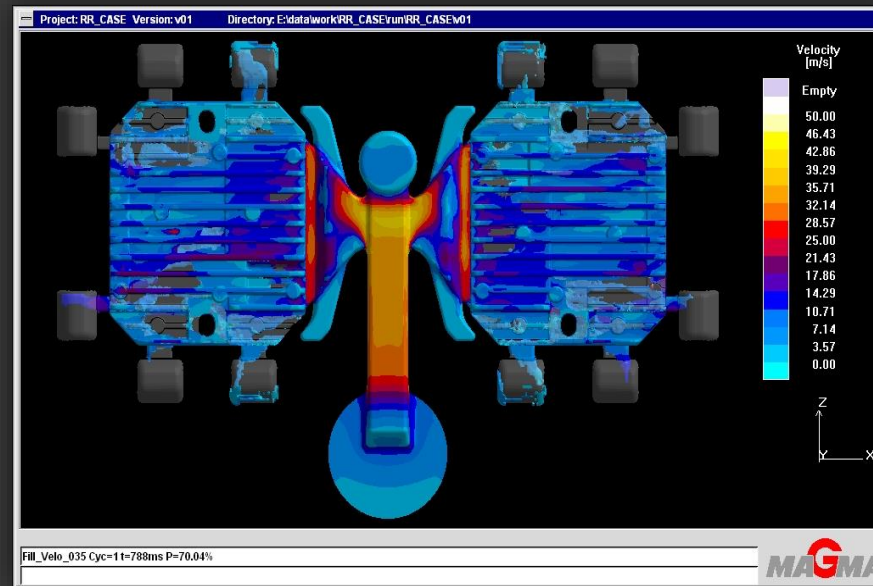 Project: RR_CASE Version: v01 Directory: E:\data\work\RR_CASE\run\RR_CASE\v01
Velocity
[m/s]
Empty
50.00
46.43
42.86
39.29
35.71
32.14
28.57
25.00
21.43
17.86
14.29
10.71
7.14
3.57
0.00
Z
Y
X
Fill_Velo_035 Cyc=1 t=788ms P=70.04%
MAGMA